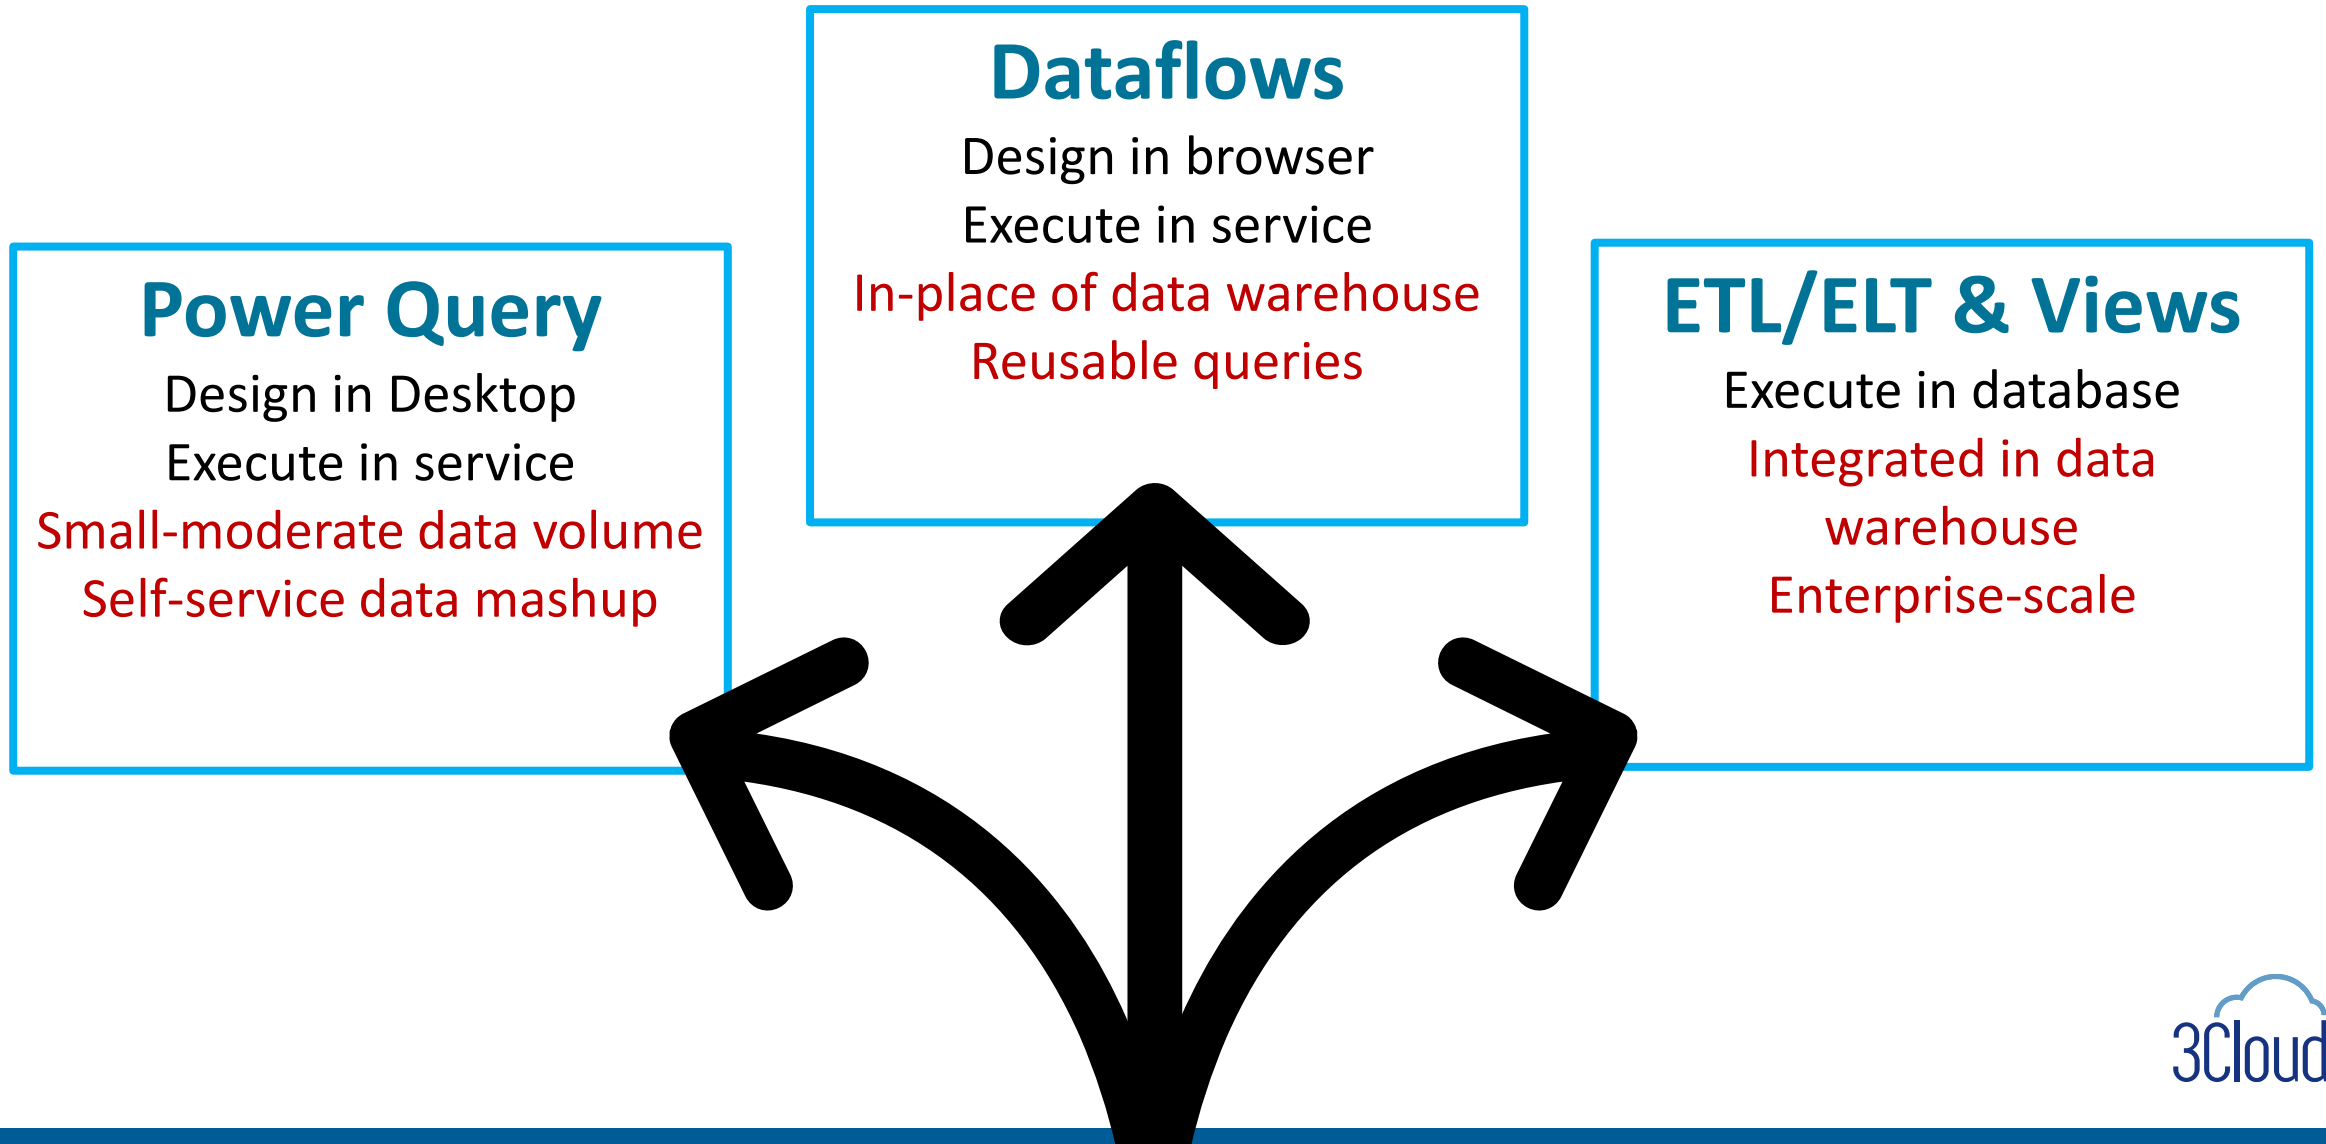 Dataflows
Design in browser
Execute in service
In-place of data warehouse
Reusable queries
Power Query
Design in Desktop
Execute in service
Small-moderate data volume
Self-service data mashup
ETL/ELT & Views
Execute in database
Integrated in data
warehouse
Enterprise-scale
3Cloud